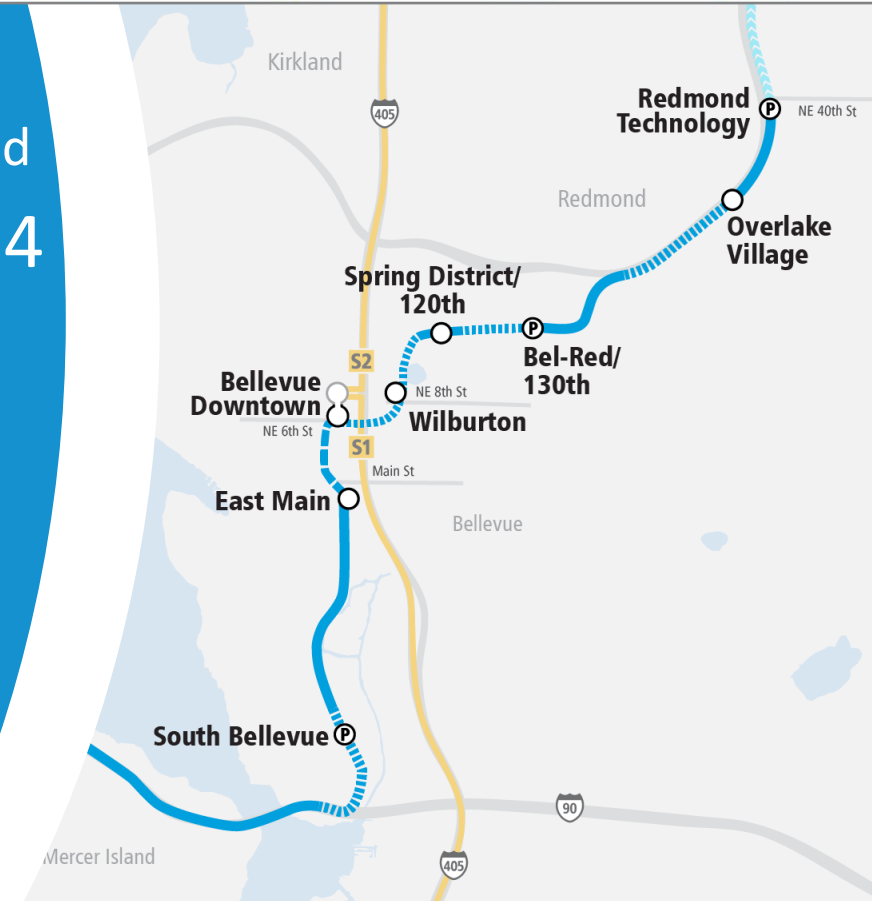 Kirkland
405
d
4
Redmond
Technology
P
NE 40th St
Redmond
Overlake
Village
Spring District/
120th
P
Bel-Red/
130th
S2
Bellevue
Downtown
NE 8th St
Wilburton
NE 6th St
S1
Main St
East Main
Bellevue
South Bellevue
P
90
Mercer Island
405